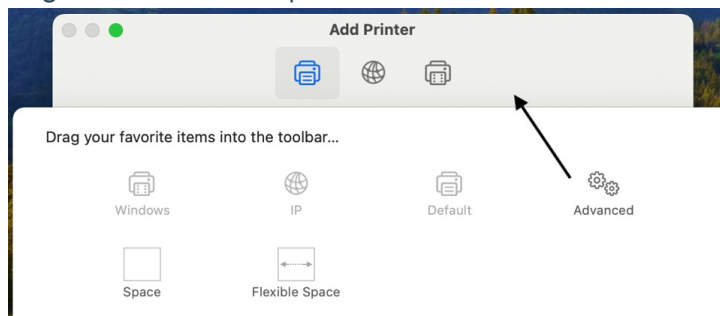 Add Printer
Drag your favorite items into the toolbar...
Windows IP Default Advanced
Space Flexible Space